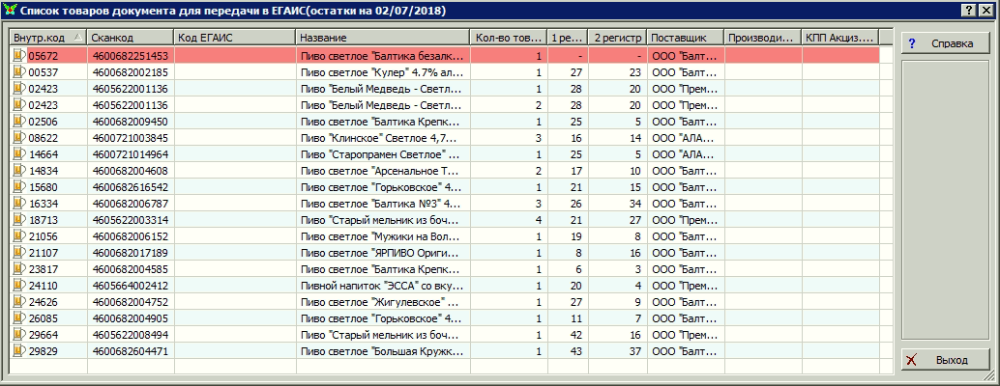 Список товаров документа для передачи в ЕГАИС(остатки на 02/07/2018)
Внутр.код Сканкод Код ЕГАИС Название Кол-во тов... 1 ре... 2 регистр Поставщик Производи... КПП Акциз....
05672 4600682251453 Пиво светлое "Балтика безалк... 1 - - ООО "Балт...
00537 4600682002185 Пиво светлое "Кулер" 4.7% ал... 1 27 23 ООО "Балт...
02423 4605622001136 Пиво "Белый Медведь - Светл... 1 28 20 ООО "Прем...
02423 4605622001136 Пиво "Белый Медведь - Светл... 2 28 20 ООО "Прем...
02506 4600682009450 Пиво светлое "Балтика Крепк... 1 25 5 ООО "Балт...
08622 4600721003845 Пиво "Клинское" Светлое 4,7... 3 16 14 ООО "АЛА...
14664 4600721014964 Пиво "Старопрамен Светлое" ... 1 25 5 ООО "АЛА...
14834 4600682004608 Пиво светлое "Арсенальное Т... 2 17 10 ООО "Балт...
15680 4600682616542 Пиво светлое "Горьковское" 4... 1 21 15 ООО "Балт...
16334 4600682006787 Пиво светлое "Балтика №3" 4... 3 26 34 ООО "Балт...
18713 4605622003314 Пиво "Старый мельник из боч... 4 21 27 ООО "Прем...
21056 4600682006152 Пиво светлое "Мужики на Вол... 1 19 8 ООО "Балт...
21107 4600682017189 Пиво светлое "ЯРПИВО Ориги... 1 8 16 ООО "Балт...
23817 4600682004585 Пиво светлое "Балтика Крепк... 1 6 3 ООО "Балт...
24110 4605664002412 Пивной напиток "ЭССА" со вку... 1 20 4 ООО "Прем...
24626 4600682004752 Пиво светлое "Жигулевское" ... 1 27 9 ООО "Балт...
26085 4600682004905 Пиво светлое "Горьковское" 4... 1 11 7 ООО "Балт...
29664 4605622008494 Пиво "Старый мельник из боч... 1 42 16 ООО "Прем...
29829 4600682604471 Пиво светлое "Большая Кружк... 1 43 37 ООО "Балт...
? Справка
Выход